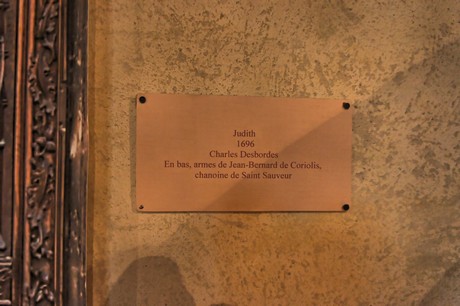 Judith
1696
Charles Desbordes
En bas, armes de Jean-Bernard de Coriolis,
chanoine de Saint Sauveur